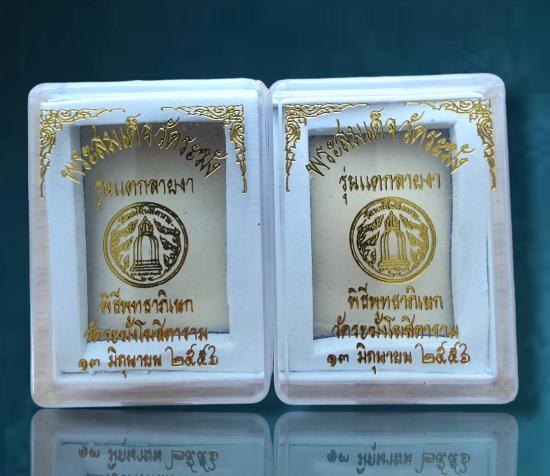 พระสมเด็จวัดระฆัง
รุ่นแตกลายงา
พิธีพุทธาภิเษก
วัดระฆังโฆสิตาราม
๑๓ มิถุนายน ๒๕๕๖
พระสมเด็จวัดระฆัง
รุ่นแตกลายงา
พิธีพุทธาภิเษก
วัดระฆังโฆสิตาราม
๑๓ มิถุนายน ๒๕๕๖